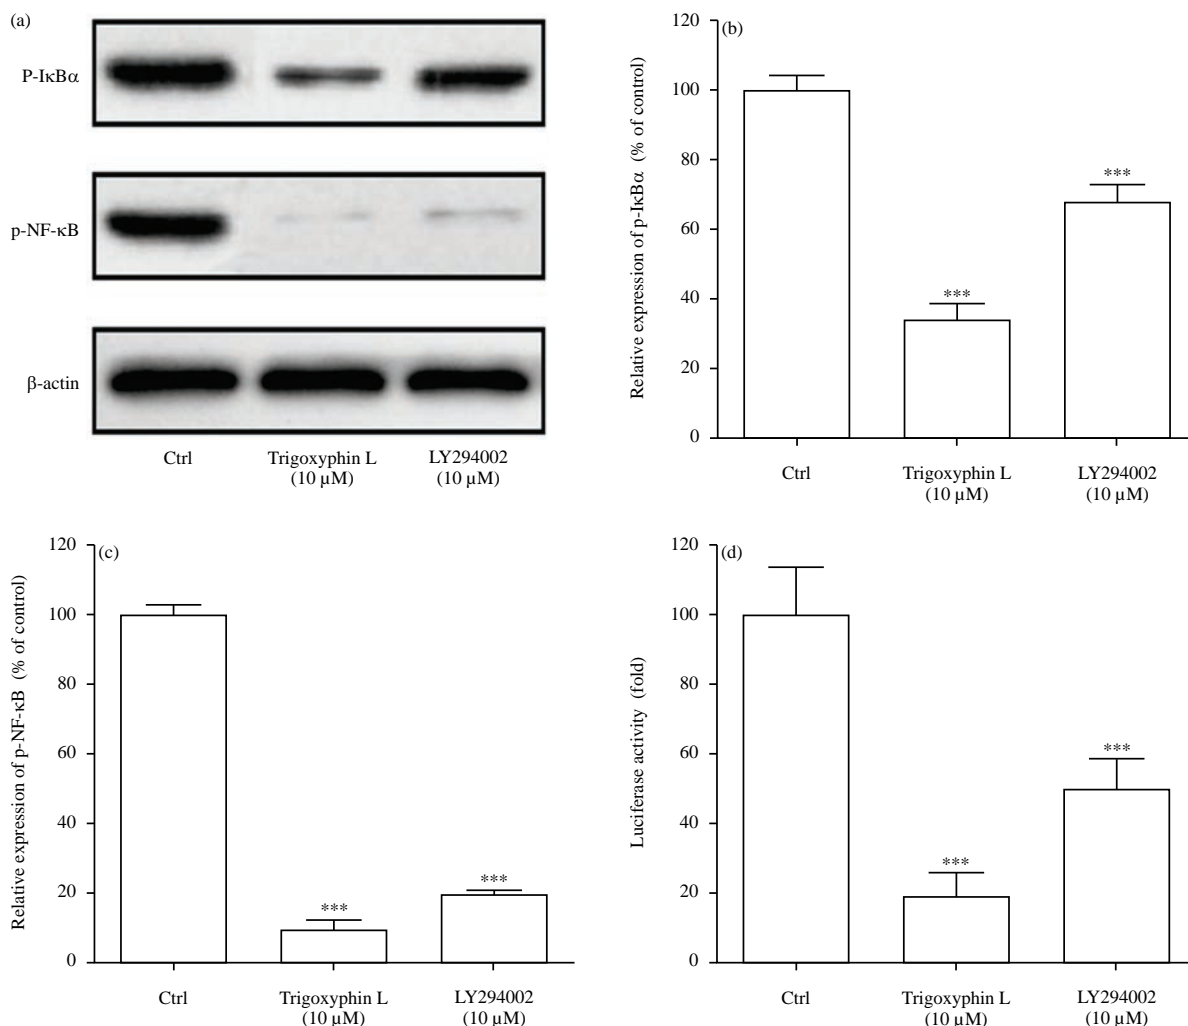 (a)
P-IκBα
p-NF-κB
β-actin
Ctrl
Trigoxyphin L
(10 µM)
LY294002
(10 µM)
(b)
Relative expression of p-IκBα (% of control)
120
100
80
60
40
20
0
***
***
Ctrl
Trigoxyphin L
(10 µM)
LY294002
(10 µM)
(c)
Relative expression of p-NF-κB (% of control)
120
100
80
60
40
20
0
***
***
Ctrl
Trigoxyphin L
(10 µM)
LY294002
(10 µM)
(d)
Luciferase activity (fold)
120
100
80
60
40
20
0
***
***
Ctrl
Trigoxyphin L
(10 µM)
LY294002
(10 µM)